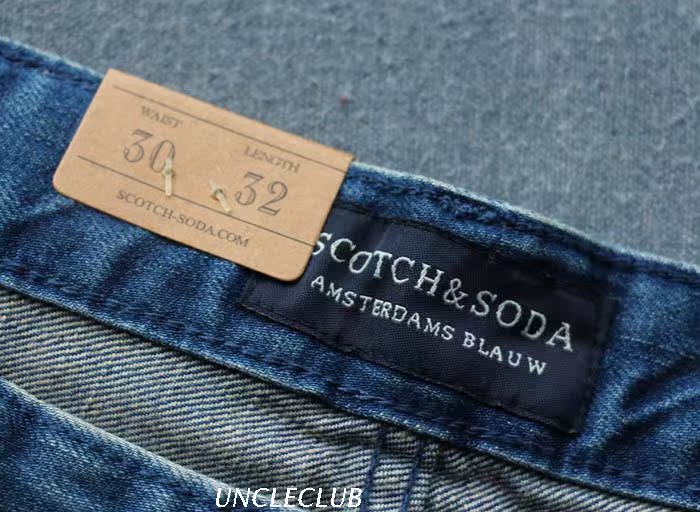 WAIST
30
LENGTH
32
SCOTCH-SODA.COM
SCOTCH&SODA
AMSTERDAMS BLAUW
UNCLECLUB